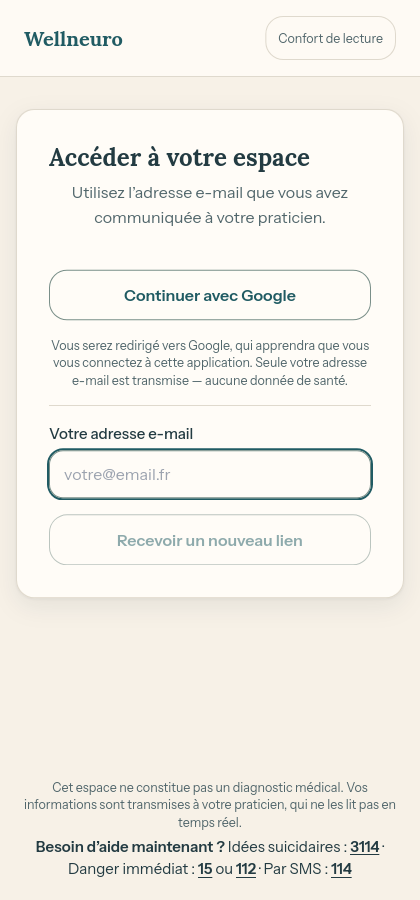 Wellneuro
Confort de lecture
Accéder à votre espace
Utilisez l'adresse e-mail que vous avez
communiquée à votre praticien.
Continuer avec Google
Vous serez redirigé vers Google, qui apprendra que vous
vous connectez à cette application. Seule votre adresse
e-mail est transmise — aucune donnée de santé.
Votre adresse e-mail
votre@email.fr
Recevoir un nouveau lien
Cet espace ne constitue pas un diagnostic médical. Vos
informations sont transmises à votre praticien, qui ne les lit pas en
temps réel.
Besoin d'aide maintenant ? Idées suicidaires : 3114 ·
Danger immédiat : 15 ou 112 · Par SMS : 114